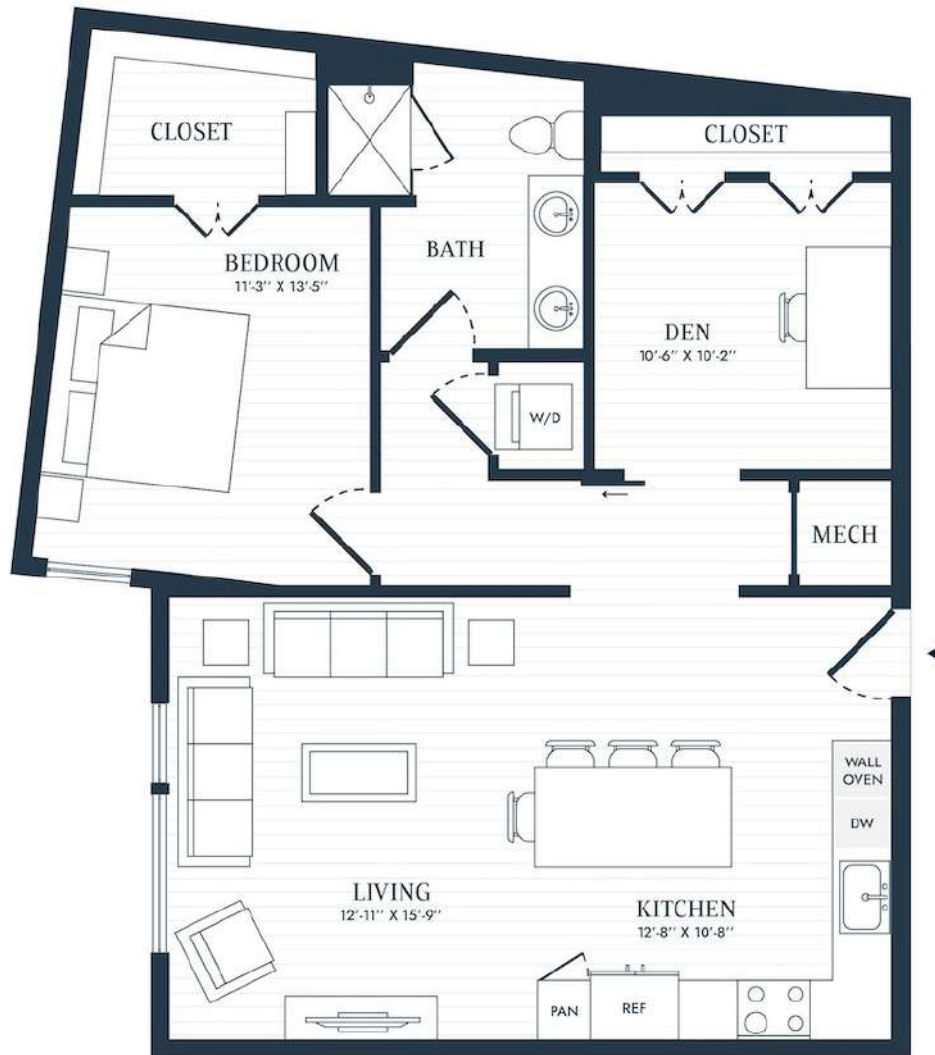 CLOSET
CLOSET
BEDROOM
11'-3" X 13'-5"
BATH
DEN
10'-6" X 10'-2"
W/D
MECH
WALL
OVEN
DW
LIVING
12'-11" X 15'-9"
KITCHEN
12'-8" X 10'-8"
PAN
REF